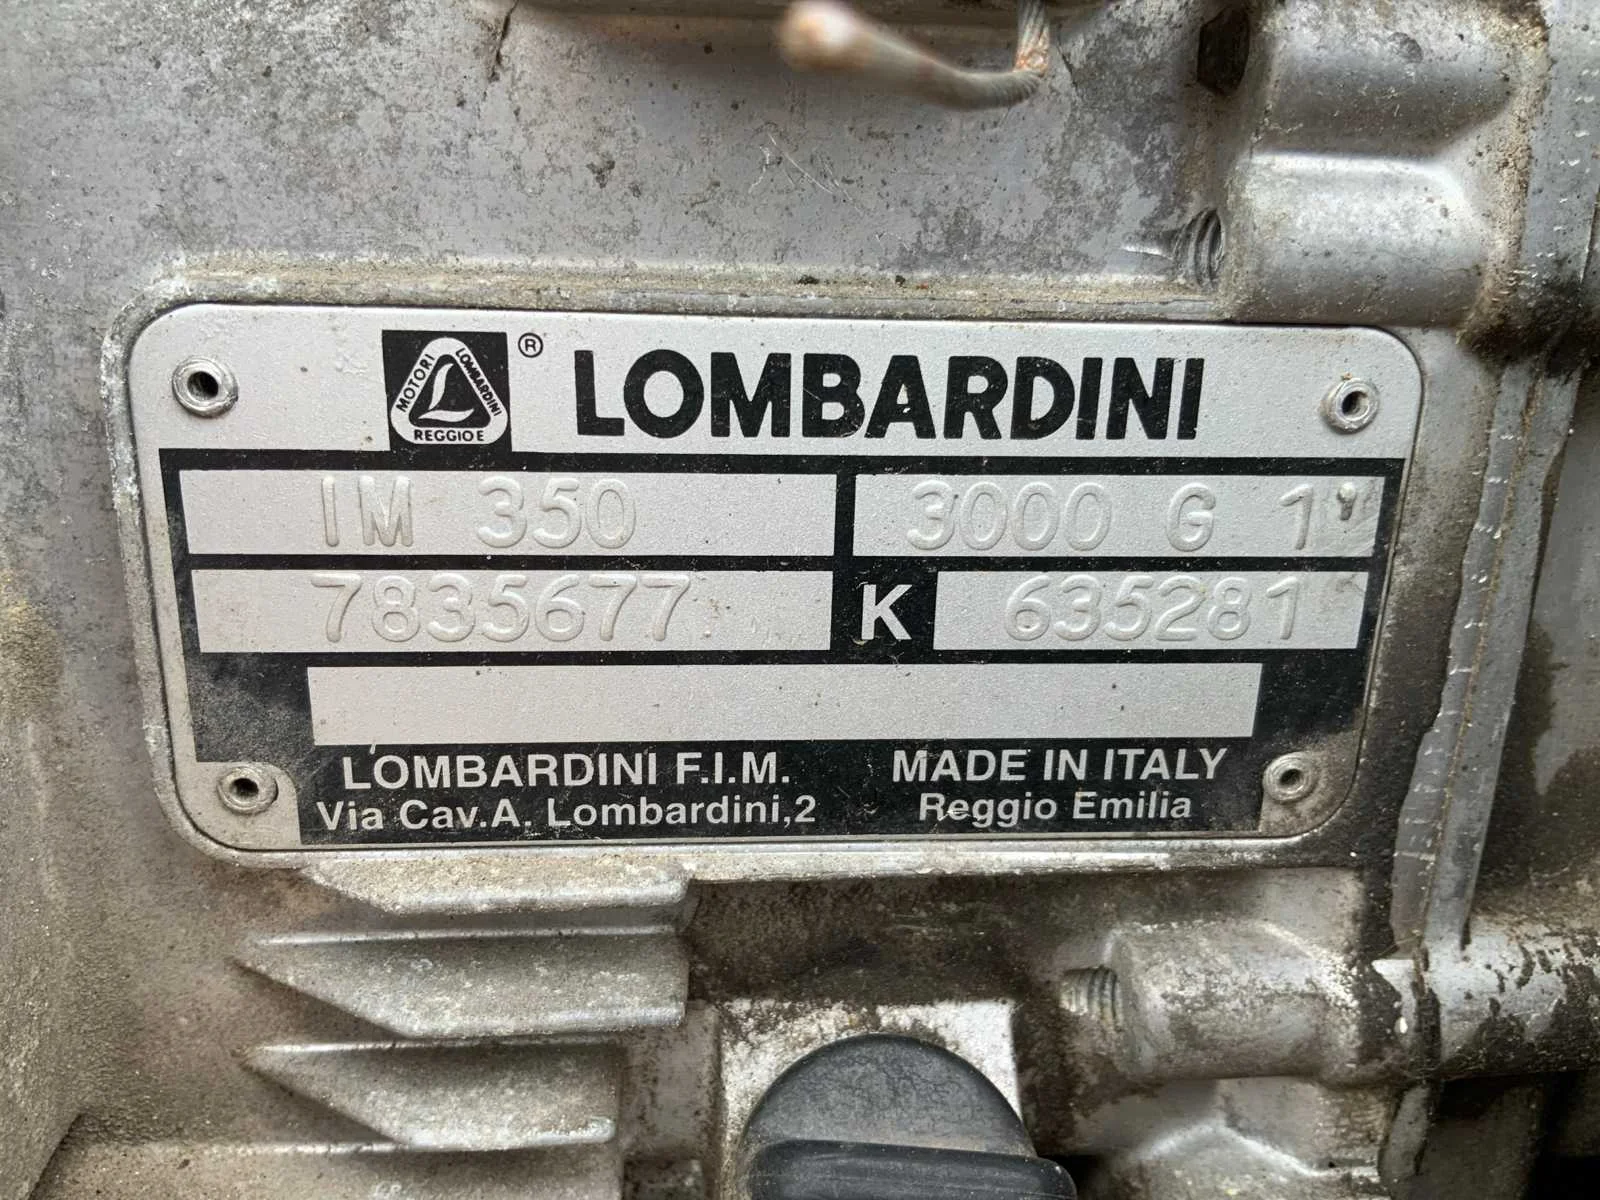 MOTORI LOMBARDINI
REGGIO E
® LOMBARDINI
IM 350 3000 G 1
7835677 K 635281
LOMBARDINI F.I.M. MADE IN ITALY
Via Cav.A. Lombardini,2 Reggio Emilia